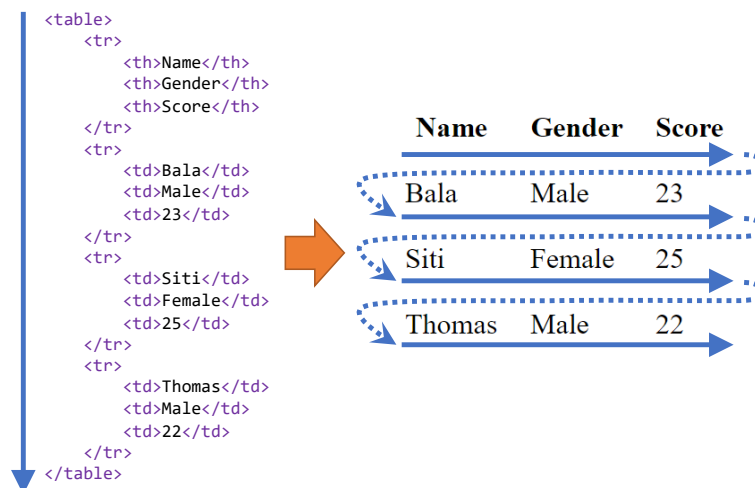 <table>
<tr>
<th>Name</th>
<th>Gender</th>
<th>Score</th>
</tr>
<tr>
<td>Bala</td>
<td>Male</td>
<td>23</td>
</tr>
<tr>
<td>Siti</td>
<td>Female</td>
<td>25</td>
</tr>
<tr>
<td>Thomas</td>
<td>Male</td>
<td>22</td>
</tr>
</table>
Name Gender Score
Bala Male 23
Siti Female 25
Thomas Male 22